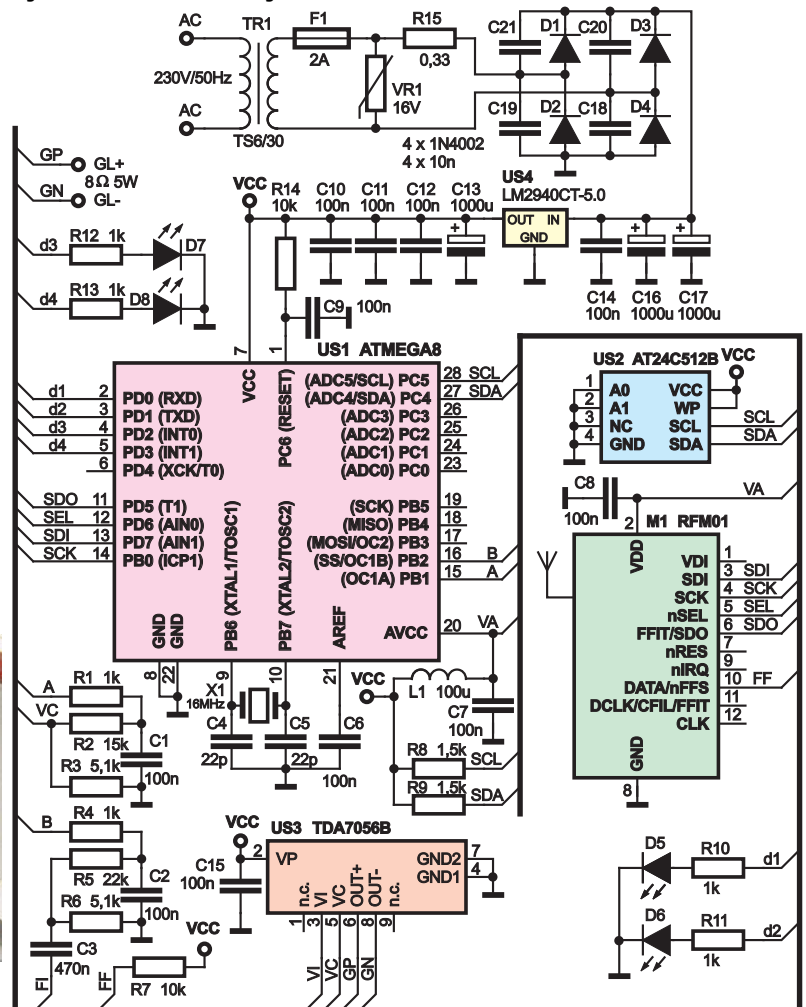 AC TR1 F1 R15
230V/50Hz
2A
0,33
VR1
16V
AC
TS6/30
C21 D1 C20 D3
C19 D2 C18 D4
4 x 1N4002
4 x 10n
GP GL+
8Ω 5W
GN GL-
VCC
R14
10k
C10
100n
C11
100n
C12
100n
C13
1000u
+
US4
LM2940CT-5.0
OUT IN
GND
+
+
C14
100n
C16
1000u
C17
1000u
d3 R12 1k D7
d4 R13 1k D8
C9 100n
US1 ATMEGA8
7 VCC
1 PC6 (RESET)
d1 2 PD0 (RXD)
d2 3 PD1 (TXD)
d3 4 PD2 (INT0)
d4 5 PD3 (INT1)
6 PD4 (XCK/T0)
SDO 11 PD5 (T1)
SEL 12 PD6 (AIN0)
SDI 13 PD7 (AIN1)
SCK 14 PB0 (ICP1)
(ADC5/SCL) PC5 28 SCL
(ADC4/SDA) PC4 27 SDA
(ADC3) PC3 26
(ADC2) PC2 25
(ADC1) PC1 24
(ADC0) PC0 23
(SCK) PB5 19
(MISO) PB4 18
(MOSI/OC2) PB3 17
(SS/OC1B) PB2 16 B
(OC1A) PB1 15 A
AVCC 20 VA
GND 8
GND 22
PB6 (XTAL1/TOSC1) 9
PB7 (XTAL2/TOSC2) 10
AREF 21
X1
16MHz
C4
22p
C5
22p
C6
100n
VCC
L1 100u
C7
100n
R8 1,5k SCL
R9 1,5k SDA
A R1 1k
VC
R2 15k
R3 5,1k
C1
100n
B R4 1k
R5 22k
R6 5,1k
C2
100n
C3
470n
FI
FF
R7 10k
VCC
VCC
C15
100n
US3 TDA7056B
2 VP
GND2 7
GND1 4
n.c. VI VC OUT+ OUT- n.c.
1 3 5 6 8 9
VI VC GP GN
US2 AT24C512B
VCC
1 A0
2 A1
3 NC
4 GND
VCC
WP
SCL SCL
SDA SDA
C8
100n
VA
2
M1 RFM01
VDD
VDI 1
SDI 3 SDI
SCK 4 SCK
nSEL 5 SEL
FFIT/SDO 6 SDO
nRES 7
nIRQ 9
DATA/nFFS 10 FF
DCLK/CFIL/FFIT 11
CLK 12
GND
8
D5 R10 d1
1k
D6 R11 d2
1k